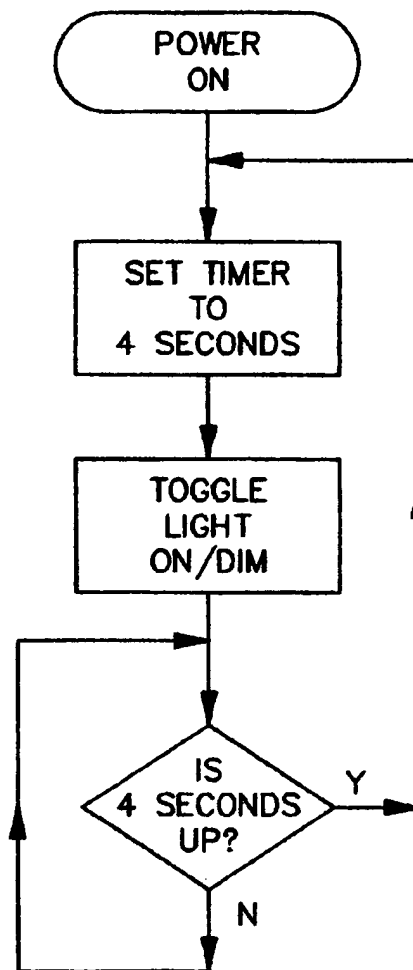 POWER
ON
SET TIMER
TO
4 SECONDS
TOGGLE
LIGHT
ON/DIM
IS
4 SECONDS
UP?
Y
N